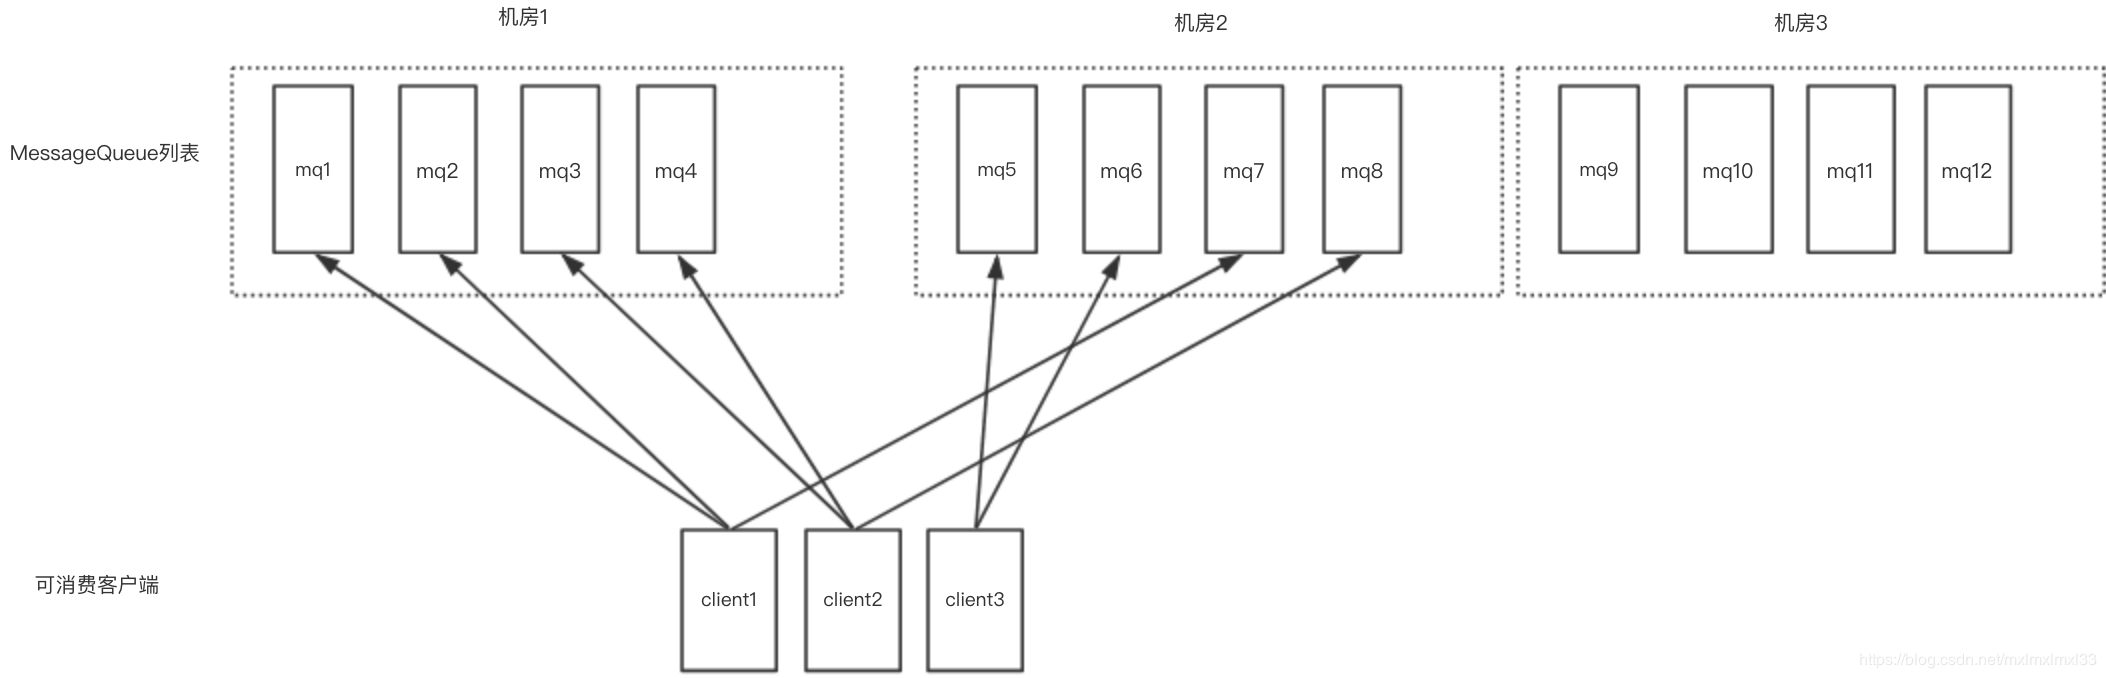 机房1
机房2
机房3
MessageQueue列表
mq1
mq2
mq3
mq4
mq5
mq6
mq7
mq8
mq9
mq10
mq11
mq12
可消费客户端
client1
client2
client3
https://blog.csdn.net/mxlmxlmxl33